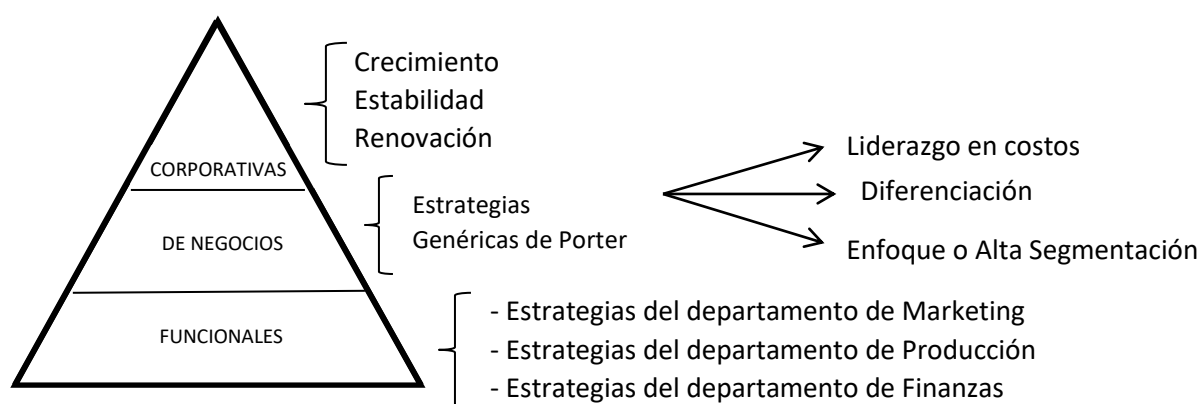 Crecimiento
Estabilidad
Renovación
CORPORATIVAS
Liderazgo en costos
Diferenciación
Enfoque o Alta Segmentación
Estrategias
Genéricas de Porter
DE NEGOCIOS
- Estrategias del departamento de Marketing
- Estrategias del departamento de Producción
- Estrategias del departamento de Finanzas
FUNCIONALES